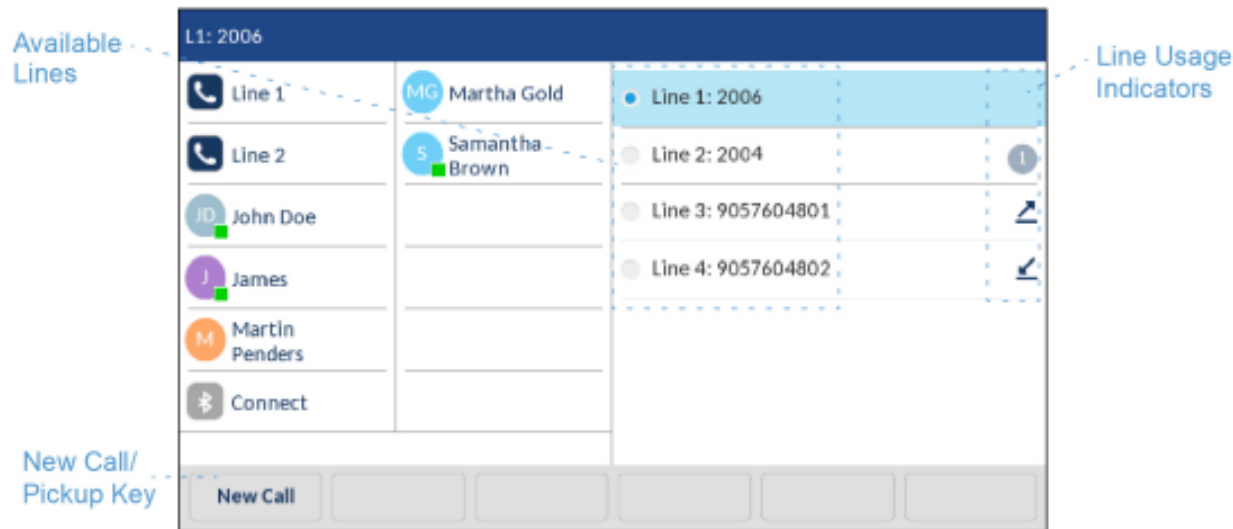 L1: 2006
Available
Lines
Line Usage
Indicators
Line 1
Line 2
JD John Doe
J James
M Martin
Penders
Connect
MG Martha Gold
S Samantha
Brown
Line 1: 2006
Line 2: 2004
1
Line 3: 9057604801
Line 4: 9057604802
New Call/
Pickup Key
New Call